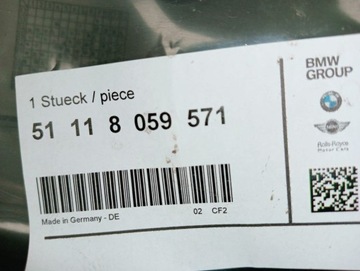 1 Stueck / piece
51 11 8 059 571
Made in Germany - DE
02 CF2
BMW
GROUP
Rolls-Royce
Motor Cars